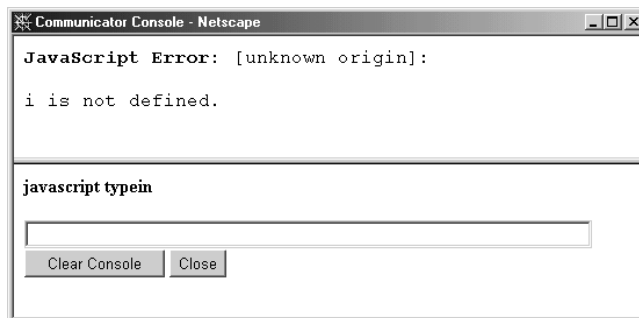 Communicator Console - Netscape
JavaScript Error: [unknown origin]:
i is not defined.
javascript typein
Clear Console Close